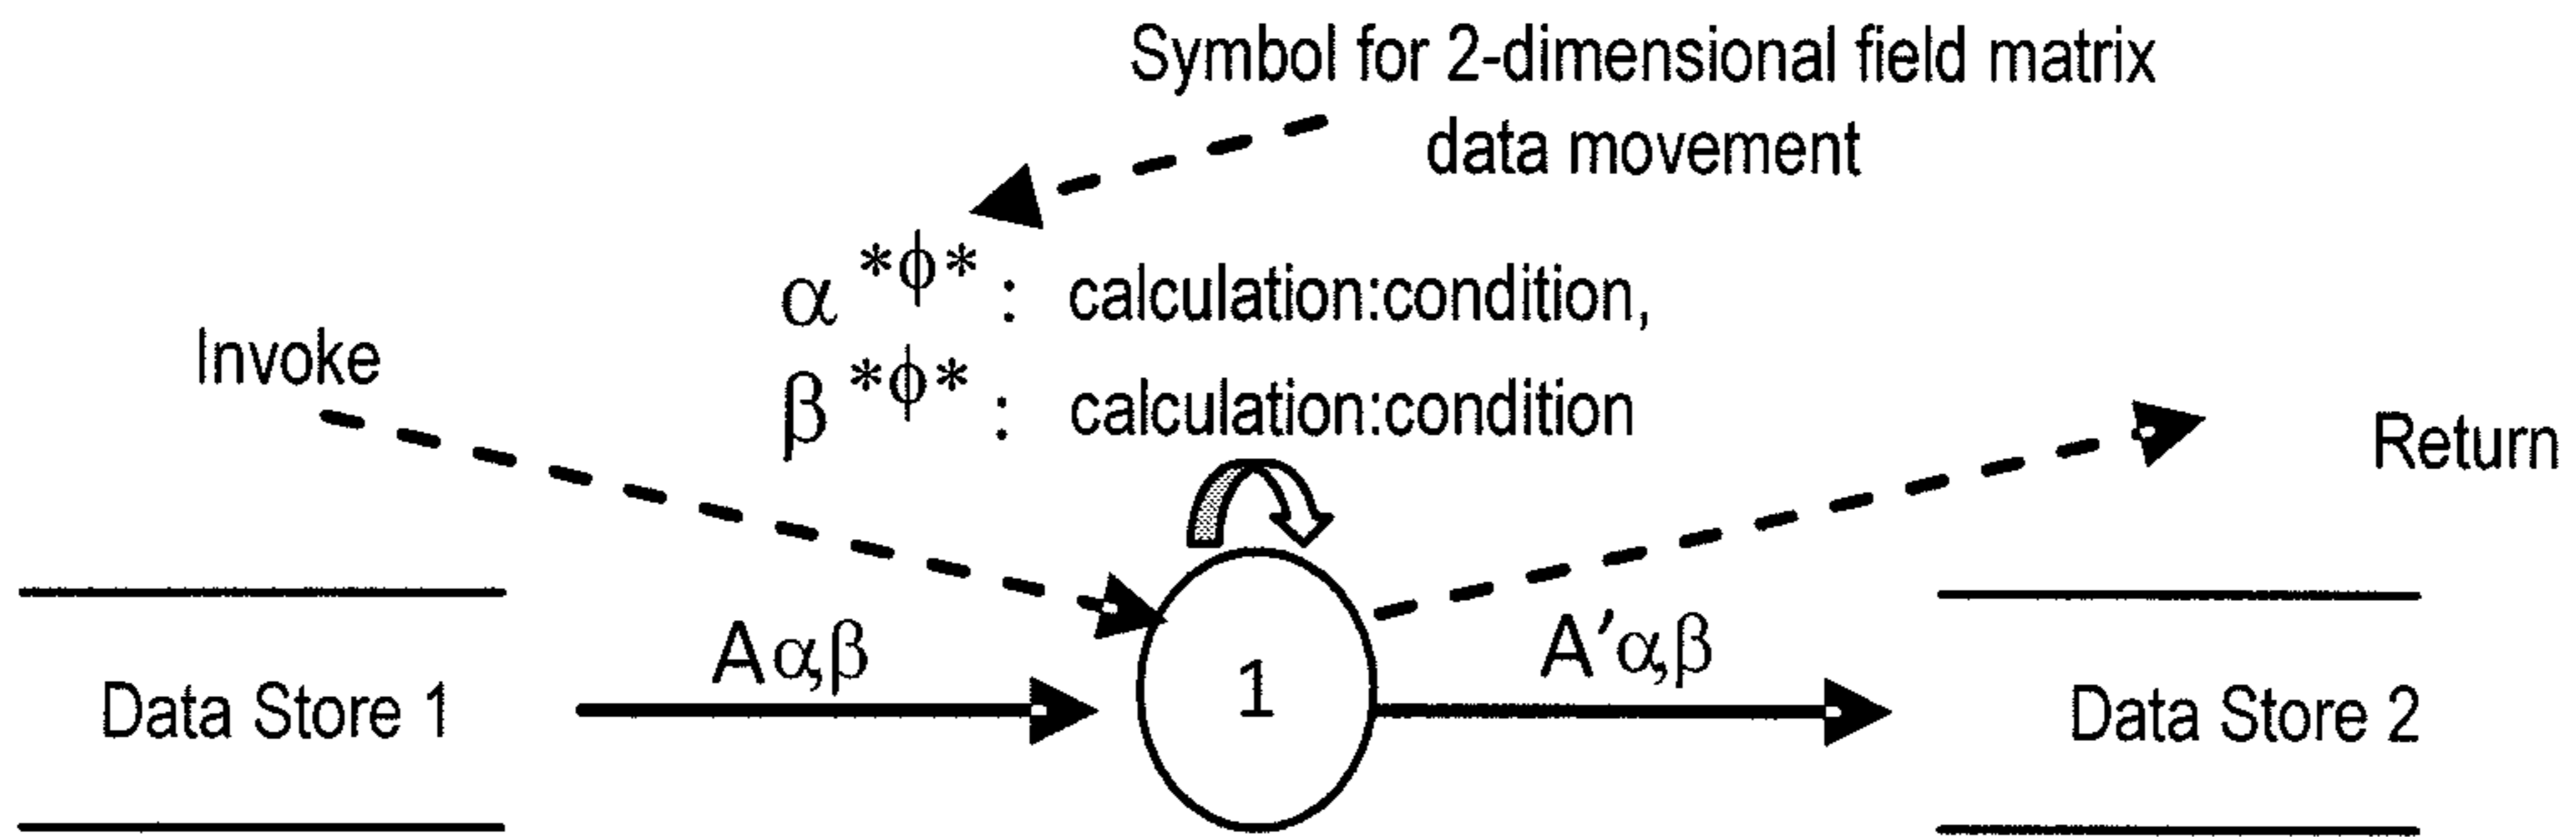 Symbol for 2-dimensional field matrix
data movement
α *ϕ* : calculation:condition,
Invoke
β *ϕ* : calculation:condition
Return
Aα,β
A′α,β
Data Store 1
1
Data Store 2